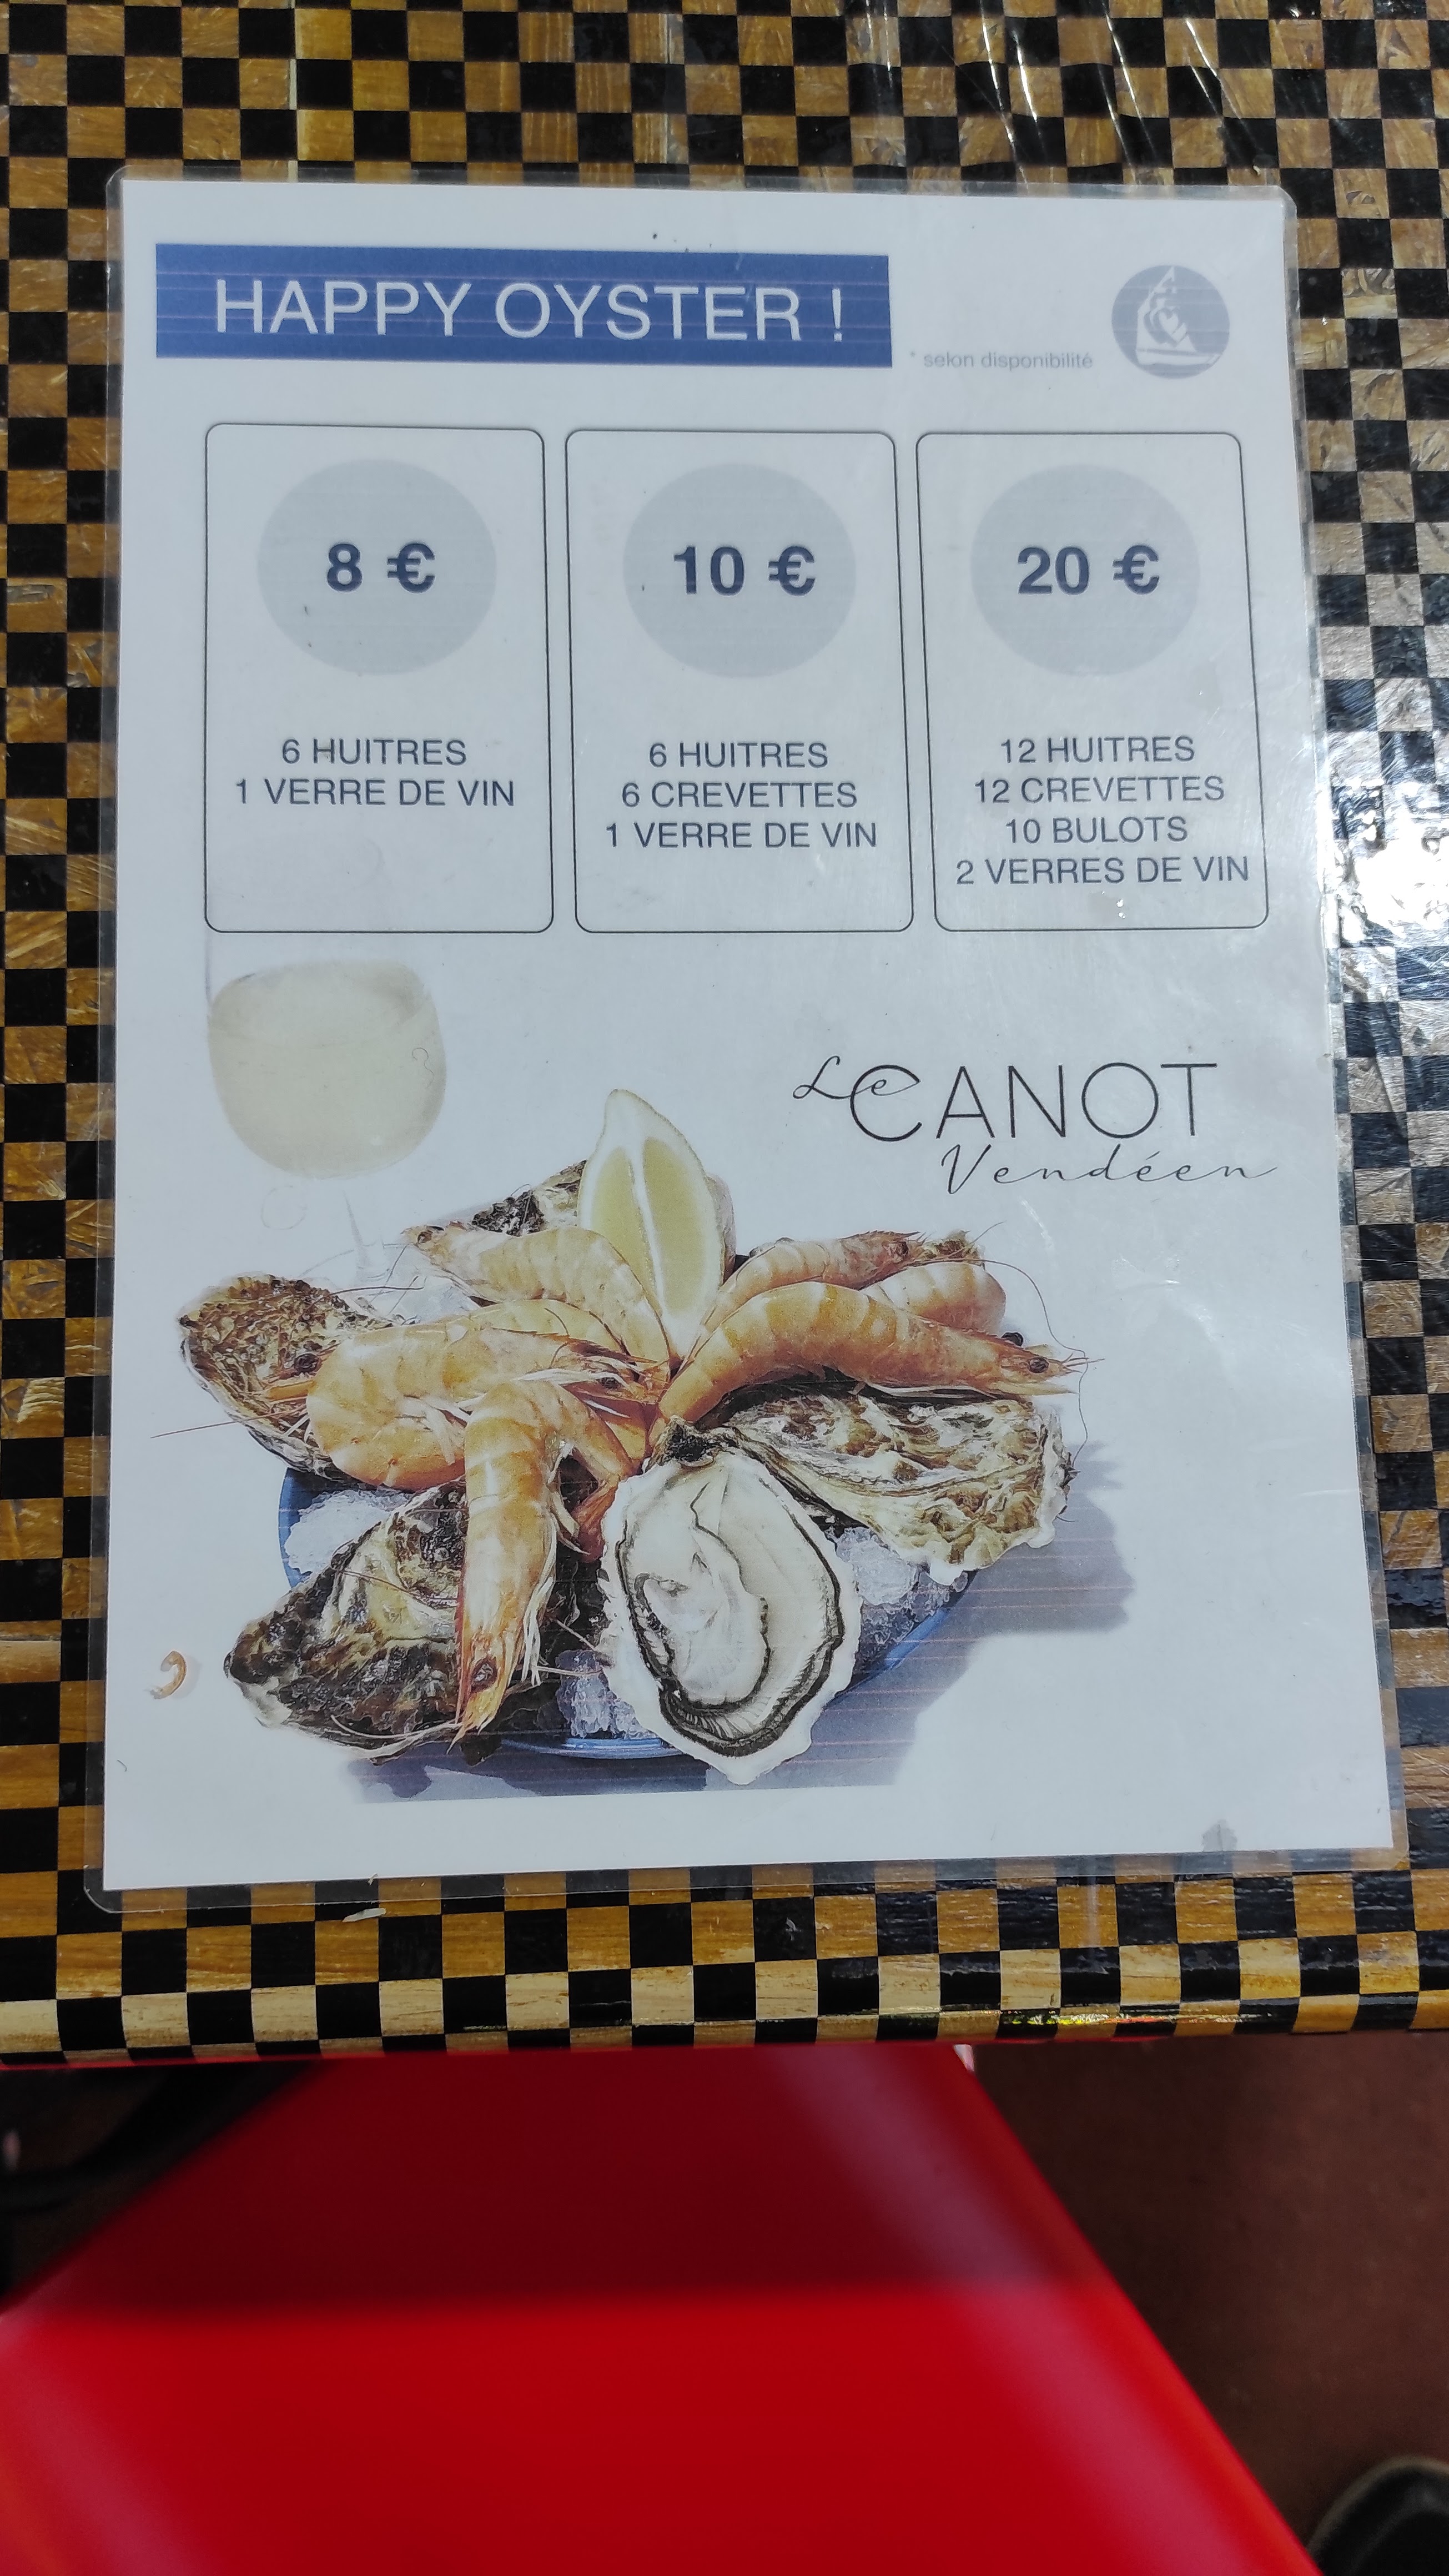 HAPPY OYSTER !
* selon disponibilité
8 €
6 HUITRES
1 VERRE DE VIN
10 €
6 HUITRES
6 CREVETTES
1 VERRE DE VIN
20 €
12 HUITRES
12 CREVETTES
10 BULOTS
2 VERRES DE VIN
Le CANOT
Vendéen